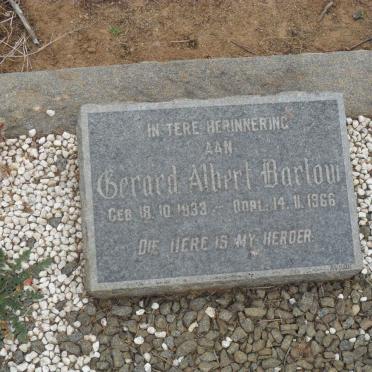 IN TERE HERINNERING
AAN
Gerard Albert Barlow
GEB 18.10.1933 - OORL. 14.11.1966
DIE HERE IS MY HERDER